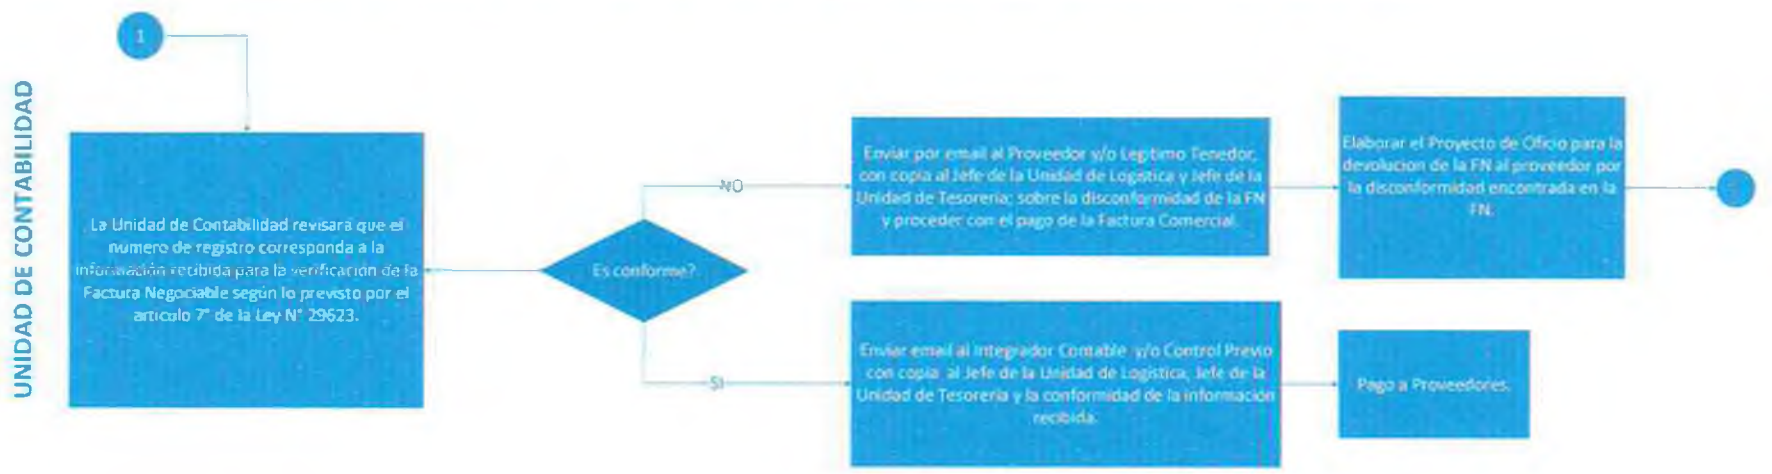 1
UNIDAD DE CONTABILIDAD
La Unidad de Contabilidad revisara que el
numero de registro corresponda a la
información recibida para la verificación de la
Factura Negociable según lo previsto por el
articulo 7° de la Ley N° 29623.
Es conforme?
NO
Enviar por email al Proveedor y/o Legitimo Tenedor,
con copia al Jefe de la Unidad de Logistica y Jefe de la
Unidad de Tesoreria; sobre la disconformidad de la FN
y proceder con el pago de la Factura Comercial.
Elaborar el Proyecto de Oficio para la
devolucion de la FN al proveedor por
la disconformidad encontrada en la
FN.
SI
Enviar email al Integrador Contable y/o Control Previo
con copia al Jefe de la Unidad de Logistica, Jefe de la
Unidad de Tesoreria y la conformidad de la información
recibida.
Pago a Proveedores.